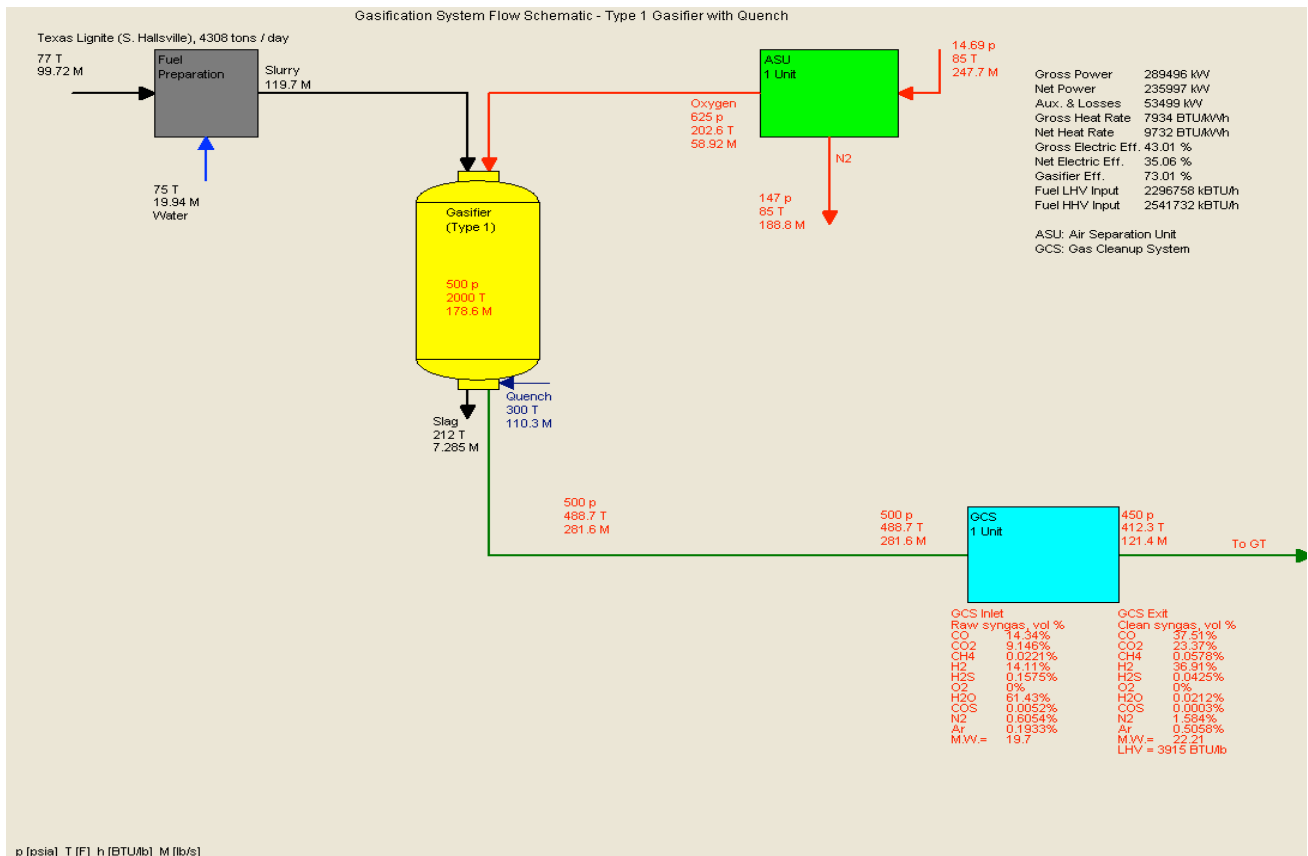 Gasification System Flow Schematic - Type 1 Gasifier with Quench
Texas Lignite (S. Hallsville), 4308 tons / day
77 T
99.72 M
Fuel
Preparation
Slurry
119.7 M
75 T
19.94 M
Water
Oxygen
625 p
202.6 T
58.92 M
ASU
1 Unit
14.69 p
85 T
247.7 M
N2
147 p
85 T
188.8 M
Gross Power 289496 kW
Net Power 235997 kW
Aux. & Losses 53499 kW
Gross Heat Rate 7934 BTU/kWh
Net Heat Rate 9732 BTU/kWh
Gross Electric Eff. 43.01 %
Net Electric Eff. 35.06 %
Gasifier Eff. 73.01 %
Fuel LHV Input 2296758 kBTU/h
Fuel HHV Input 2541732 kBTU/h
ASU: Air Separation Unit
GCS: Gas Cleanup System
Gasifier
(Type 1)
500 p
2000 T
178.6 M
Quench
300 T
110.3 M
Slag
212 T
7.285 M
500 p
488.7 T
281.6 M
500 p
488.7 T
281.6 M
GCS
1 Unit
450 p
412.3 T
121.4 M
To GT
GCS Inlet
Raw syngas, vol %
CO 14.34%
CO2 9.146%
CH4 0.0221%
H2 14.11%
H2S 0.1575%
O2 0%
H2O 61.43%
COS 0.0052%
N2 0.6054%
Ar 0.1933%
M.W.= 19.7
GCS Exit
Clean syngas, vol %
CO 37.51%
CO2 23.37%
CH4 0.0578%
H2 36.91%
H2S 0.0425%
O2 0%
H2O 0.0212%
COS 0.0003%
N2 1.584%
Ar 0.5058%
M.W.= 22.21
LHV = 3915 BTU/lb
p [psia] T [F] h [BTU/lb] M [lb/s]